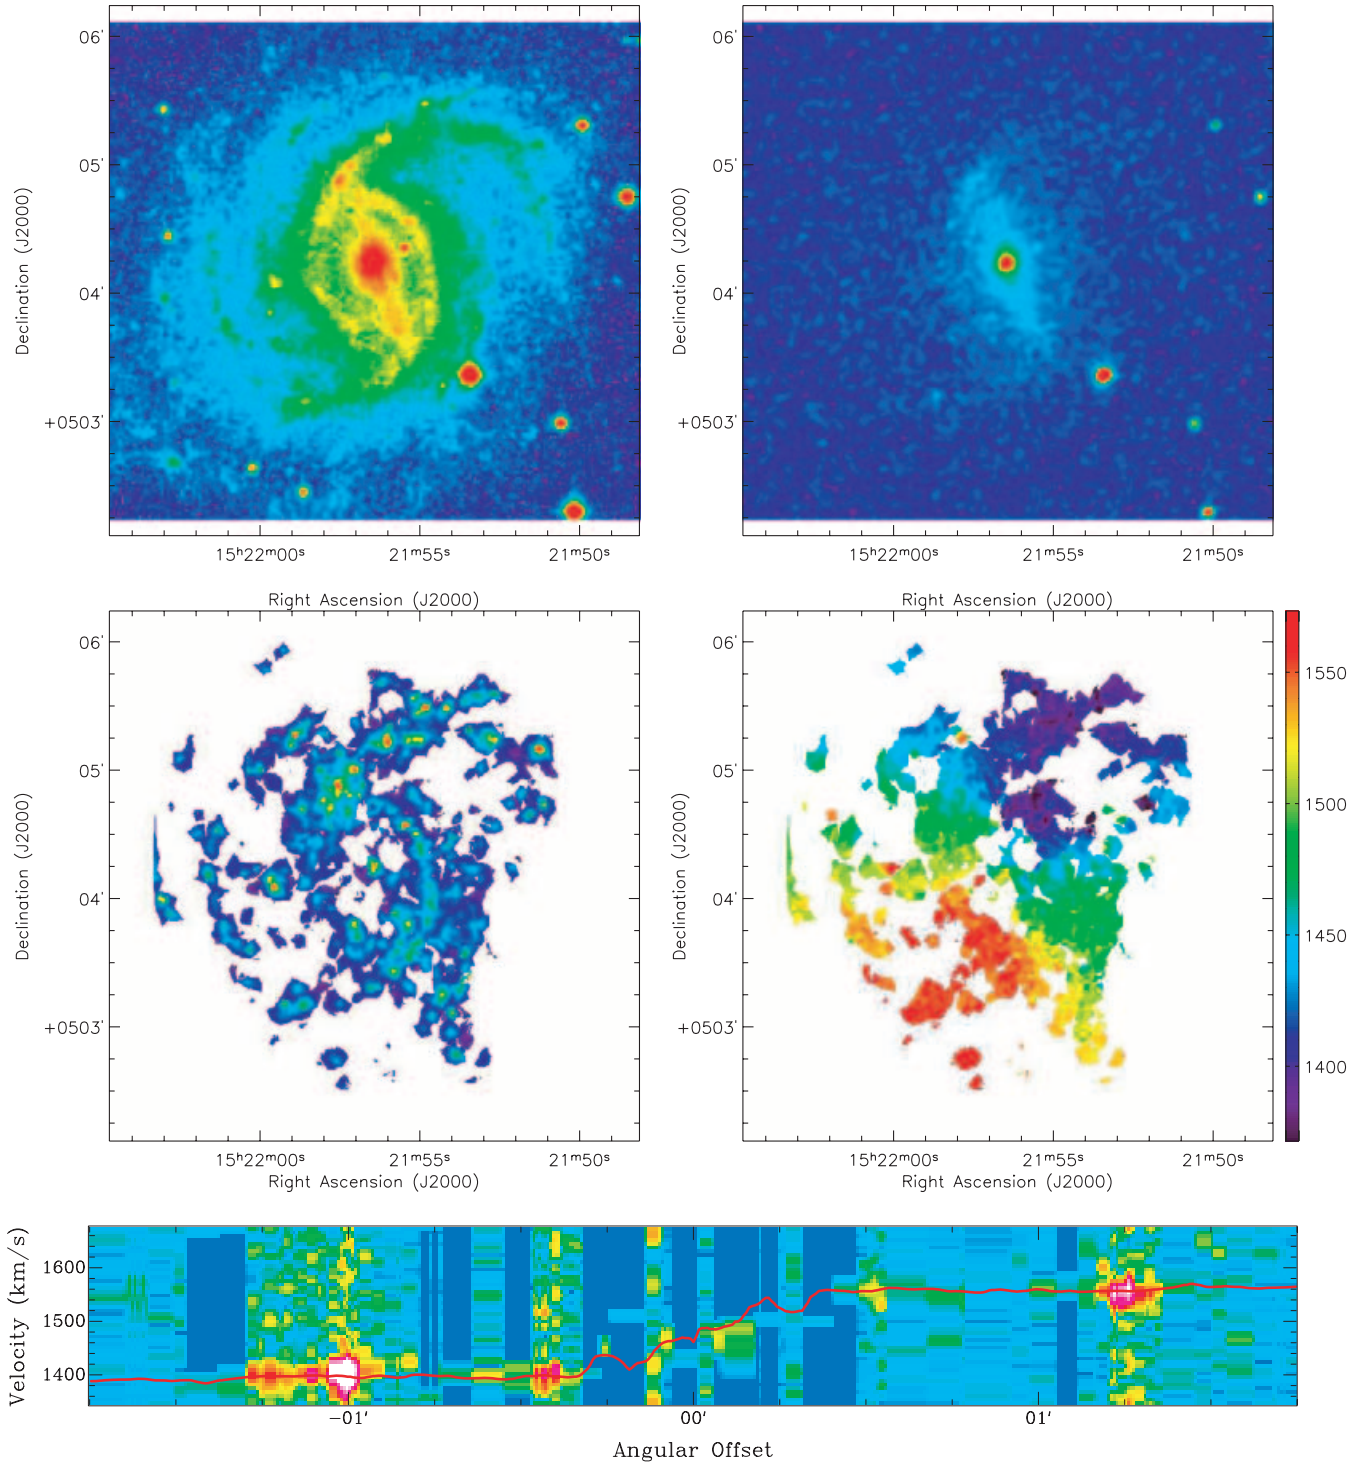 06'
05'
04'
+0503'
Declination (J2000)
15ʰ22ᵐ00ˢ 21ᵐ55ˢ 21ᵐ50ˢ
Right Ascension (J2000)
06'
05'
04'
+0503'
Declination (J2000)
15ʰ22ᵐ00ˢ 21ᵐ55ˢ 21ᵐ50ˢ
Right Ascension (J2000)
06'
05'
04'
+0503'
Declination (J2000)
15ʰ22ᵐ00ˢ 21ᵐ55ˢ 21ᵐ50ˢ
Right Ascension (J2000)
06'
05'
04'
+0503'
Declination (J2000)
15ʰ22ᵐ00ˢ 21ᵐ55ˢ 21ᵐ50ˢ
Right Ascension (J2000)
1550
1500
1450
1400
Velocity (km/s)
1600
1500
1400
-01' 00' 01'
Angular Offset